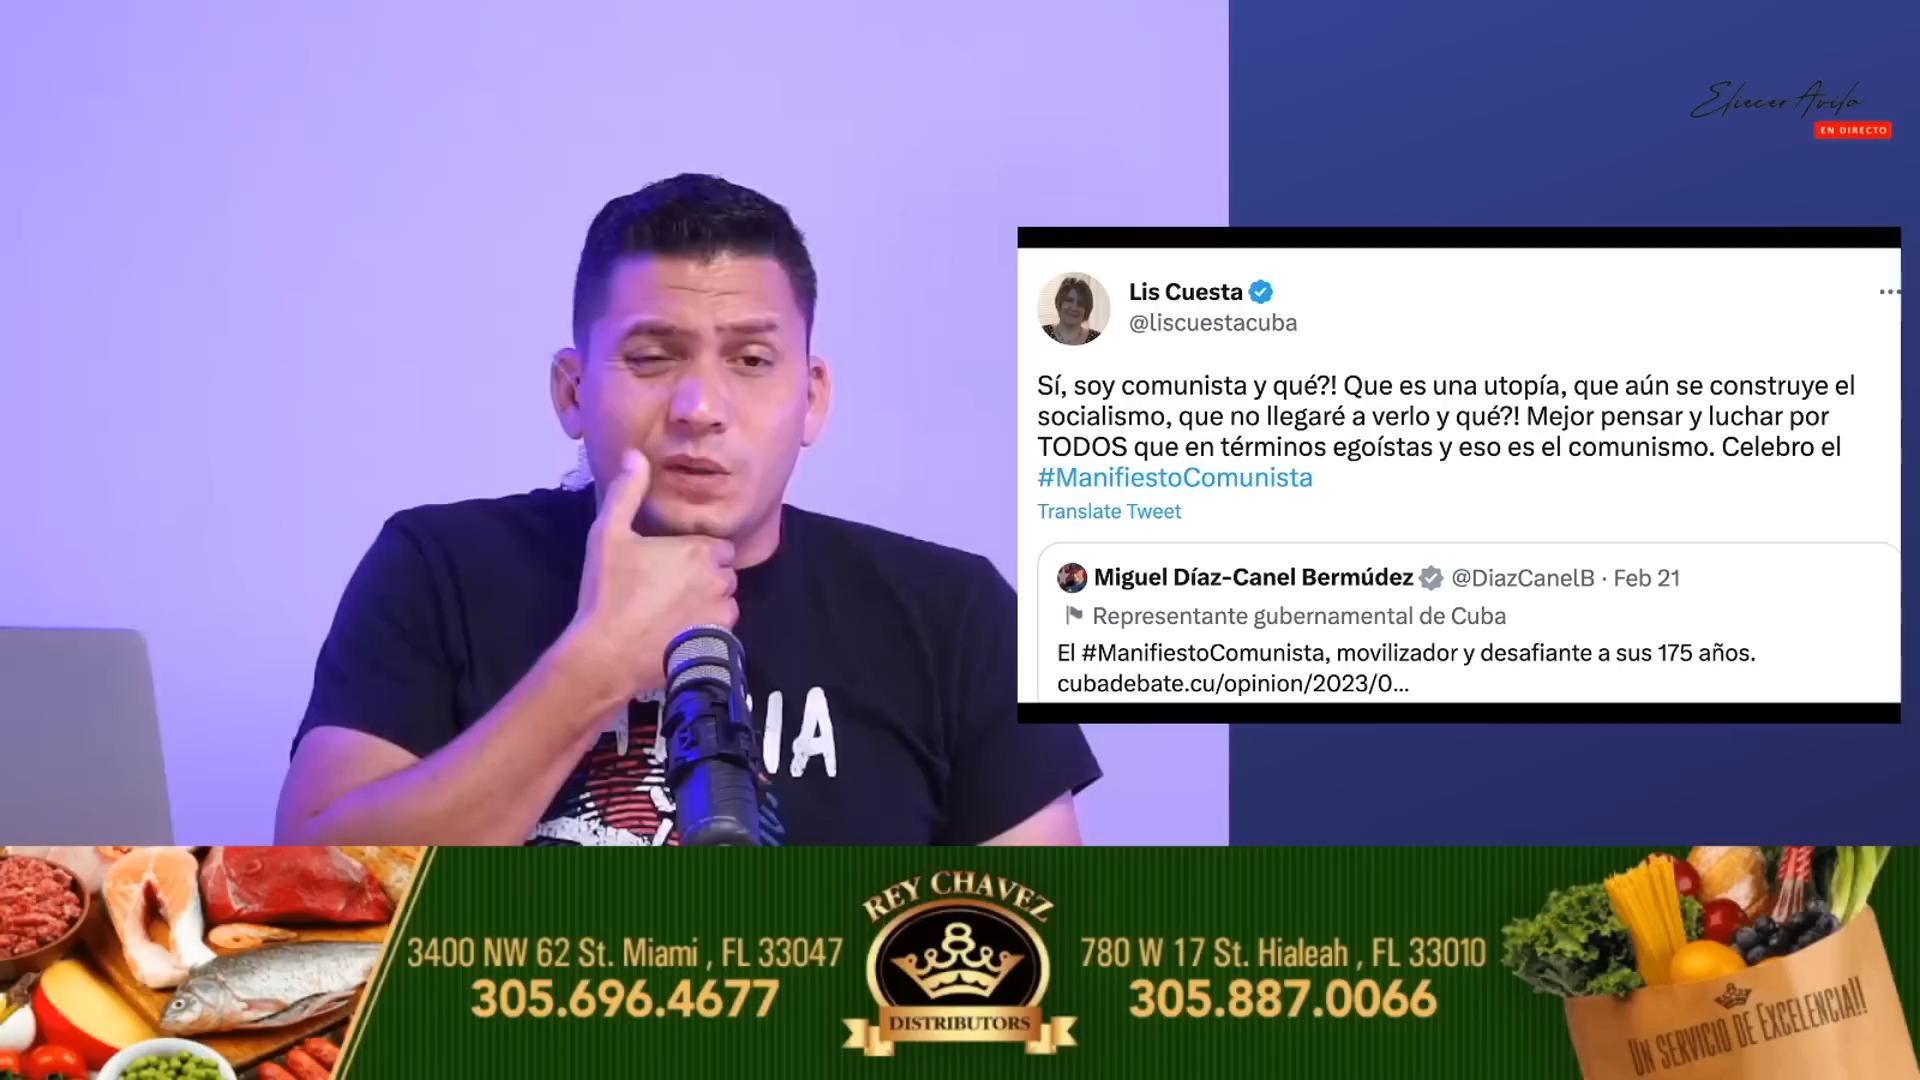 Eliecer Avila
EN DIRECTO
Lis Cuesta
@liscuestacuba
Sí, soy comunista y qué?! Que es una utopía, que aún se construye el
socialismo, que no llegaré a verlo y qué?! Mejor pensar y luchar por
TODOS que en términos egoístas y eso es el comunismo. Celebro el
#ManifiestoComunista
Translate Tweet
Miguel Díaz-Canel Bermúdez @DiazCanelB · Feb 21
Representante gubernamental de Cuba
El #ManifiestoComunista, movilizador y desafiante a sus 175 años.
cubadebate.cu/opinion/2023/0...
REY CHAVEZ
DISTRIBUTORS
3400 NW 62 St. Miami , FL 33047
305.696.4677
780 W 17 St. Hialeah , FL 33010
305.887.0066
UN SERVICIO DE EXCELENCIA!!